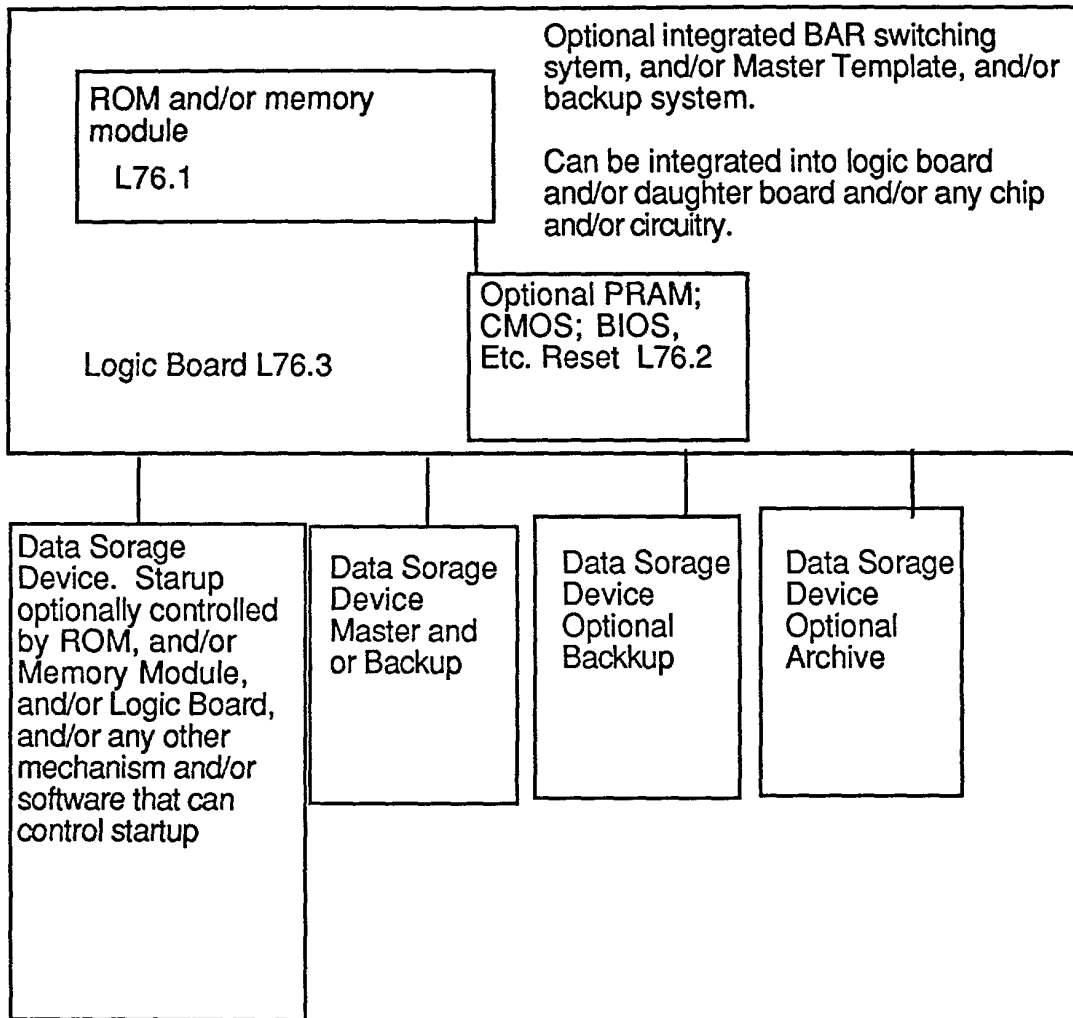 Optional integrated BAR switching
sytem, and/or Master Template, and/or
backup system.
Can be integrated into logic board
and/or daughter board and/or any chip
and/or circuitry.
ROM and/or memory
module
L76.1
Optional PRAM;
CMOS; BIOS,
Etc. Reset L76.2
Logic Board L76.3
Data Sorage
Device. Starup
optionally controlled
by ROM, and/or
Memory Module,
and/or Logic Board,
and/or any other
mechanism and/or
software that can
control startup
Data Sorage
Device
Master and
or Backup
Data Sorage
Device
Optional
Backkup
Data Sorage
Device
Optional
Archive